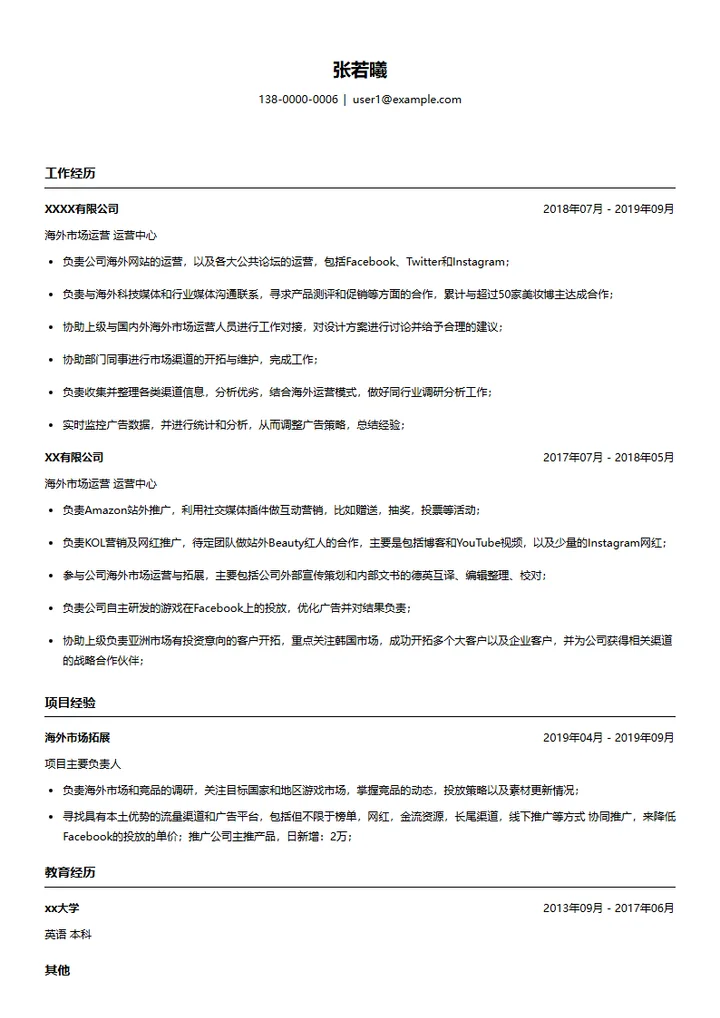 张若曦
138-0000-0006 | user1@example.com
工作经历
XXXX有限公司 2018年07月 - 2019年09月
海外市场运营 运营中心
• 负责公司海外网站的运营，以及各大公共论坛的运营，包括Facebook、Twitter和Instagram；
• 负责与海外科技媒体和行业媒体沟通联系，寻求产品测评和促销等方面的合作，累计与超过50家美妆博主达成合作；
• 协助上级与国内外海外市场运营人员进行工作对接，对设计方案进行讨论并给予合理的建议；
• 协助部门同事进行市场渠道的开拓与维护，完成工作；
• 负责收集并整理各类渠道信息，分析优劣，结合海外运营模式，做好同行业调研分析工作；
• 实时监控广告数据，并进行统计和分析，从而调整广告策略，总结经验；
XX有限公司 2017年07月 - 2018年05月
海外市场运营 运营中心
• 负责Amazon站外推广，利用社交媒体插件做互动营销，比如赠送，抽奖，投票等活动；
• 负责KOL营销及网红推广，待定团队做站外Beauty红人的合作，主要是包括博客和YouTube视频，以及少量的Instagram网红；
• 参与公司海外市场运营与拓展，主要包括公司外部宣传策划和内部文书的德英互译、编辑整理、校对；
• 负责公司自主研发的游戏在Facebook上的投放，优化广告并对结果负责；
• 协助上级负责亚洲市场有投资意向的客户开拓，重点关注韩国市场，成功开拓多个大客户以及企业客户，并为公司获得相关渠道
的战略合作伙伴；
项目经验
海外市场拓展 2019年04月 - 2019年09月
项目主要负责人
• 负责海外市场和竞品的调研，关注目标国家和地区游戏市场，掌握竞品的动态，投放策略以及素材更新情况；
• 寻找具有本土优势的流量渠道和广告平台，包括但不限于榜单，网红，金流资源，长尾渠道，线下推广等方式 协同推广，来降低
Facebook的投放的单价；推广公司主推产品，日新增：2万；
教育经历
xx大学 2013年09月 - 2017年06月
英语 本科
其他